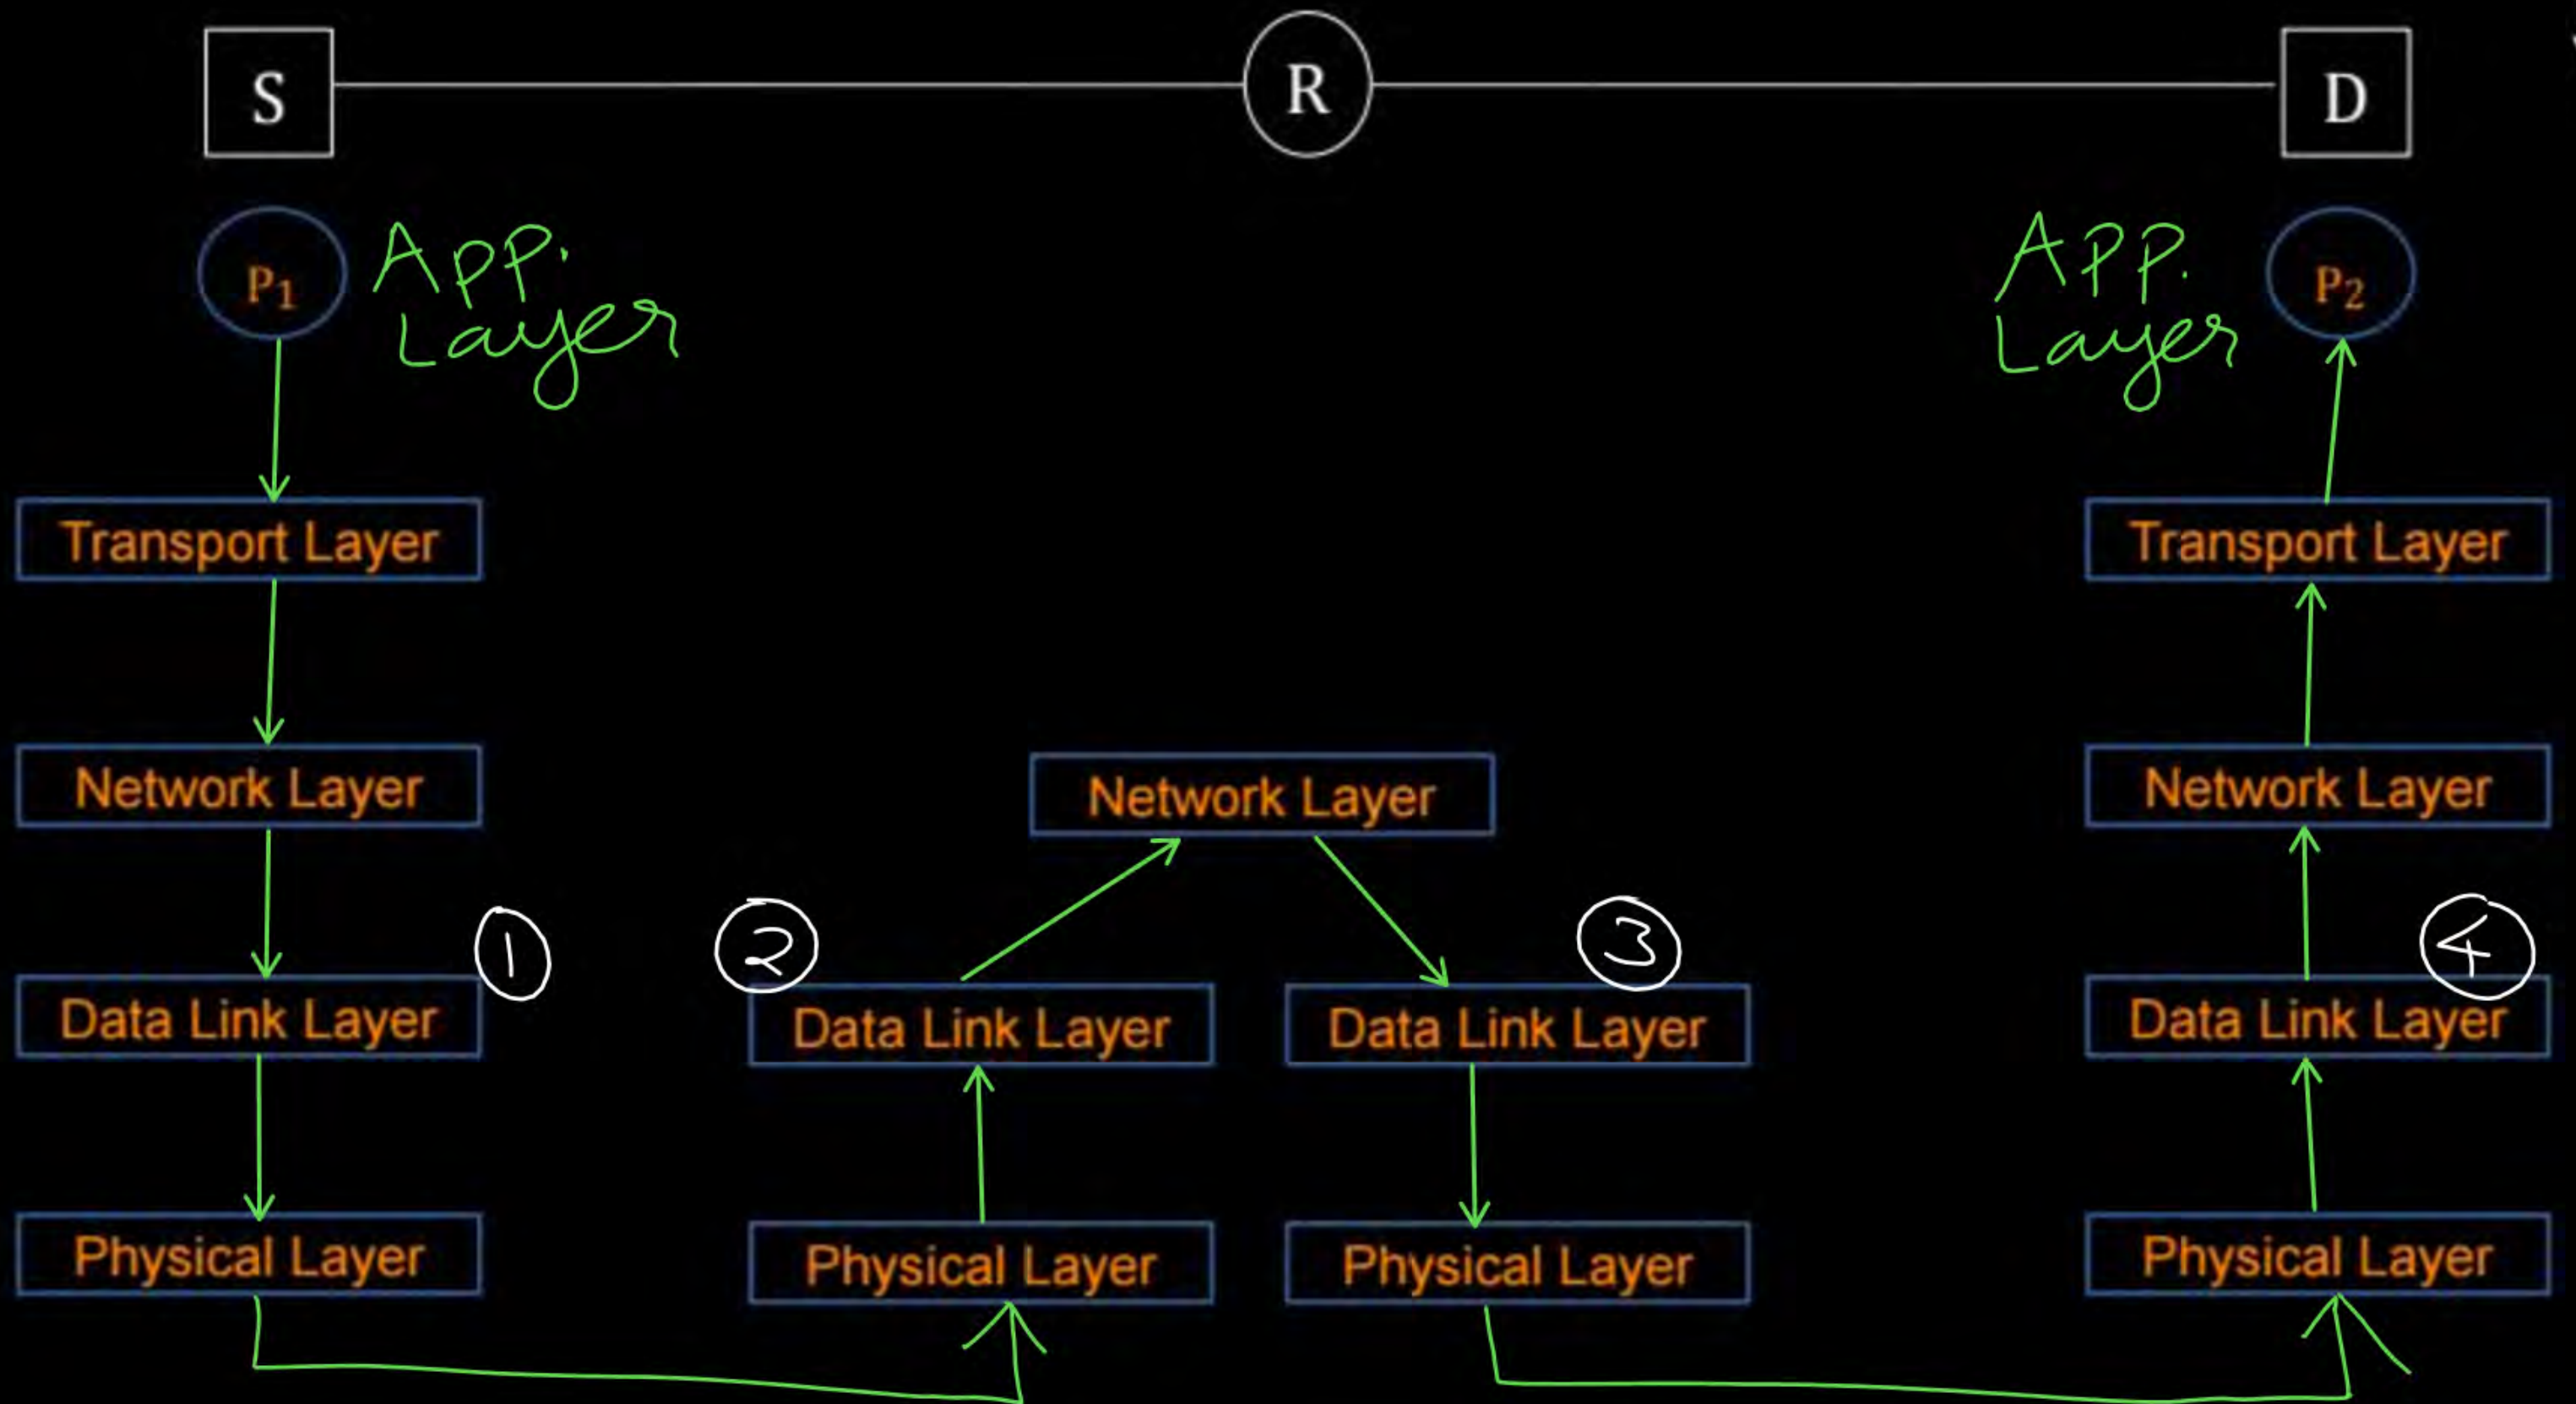 S
R
D
P₁
App.
Layer
App.
Layer
P₂
Transport Layer
Transport Layer
Network Layer
Network Layer
Network Layer
1
2
3
4
Data Link Layer
Data Link Layer
Data Link Layer
Data Link Layer
Physical Layer
Physical Layer
Physical Layer
Physical Layer